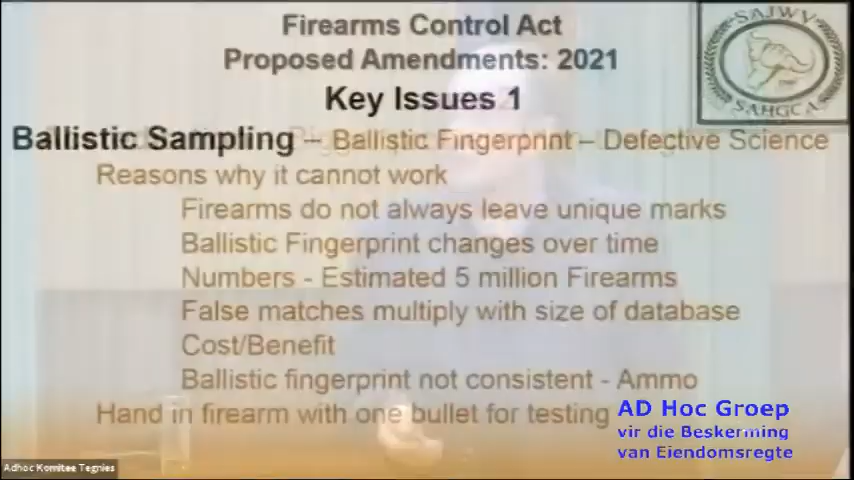 Firearms Control Act
Proposed Amendments: 2021
Key Issues 1
SAJWV
SAHGCA
Ballistic Sampling – Ballistic Fingerprint – Defective Science
Reasons why it cannot work
Firearms do not always leave unique marks
Ballistic Fingerprint changes over time
Numbers - Estimated 5 million Firearms
False matches multiply with size of database
Cost/Benefit
Ballistic fingerprint not consistent - Ammo
Hand in firearm with one bullet for testing
AD Hoc Groep
vir die Beskerming
van Eiendomsregte
Adhoc Komitee Tegnies